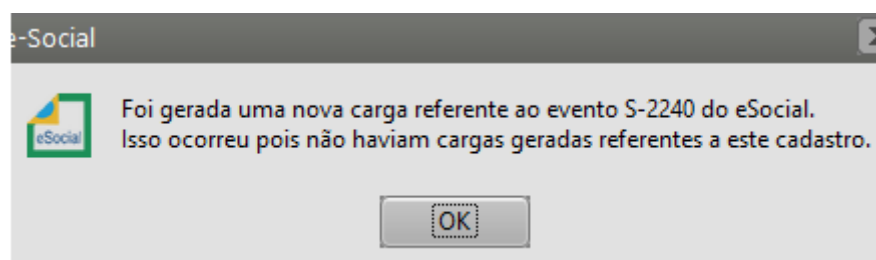 e-Social
eSocial
Foi gerada uma nova carga referente ao evento S-2240 do eSocial.
Isso ocorreu pois não haviam cargas geradas referentes a este cadastro.
OK